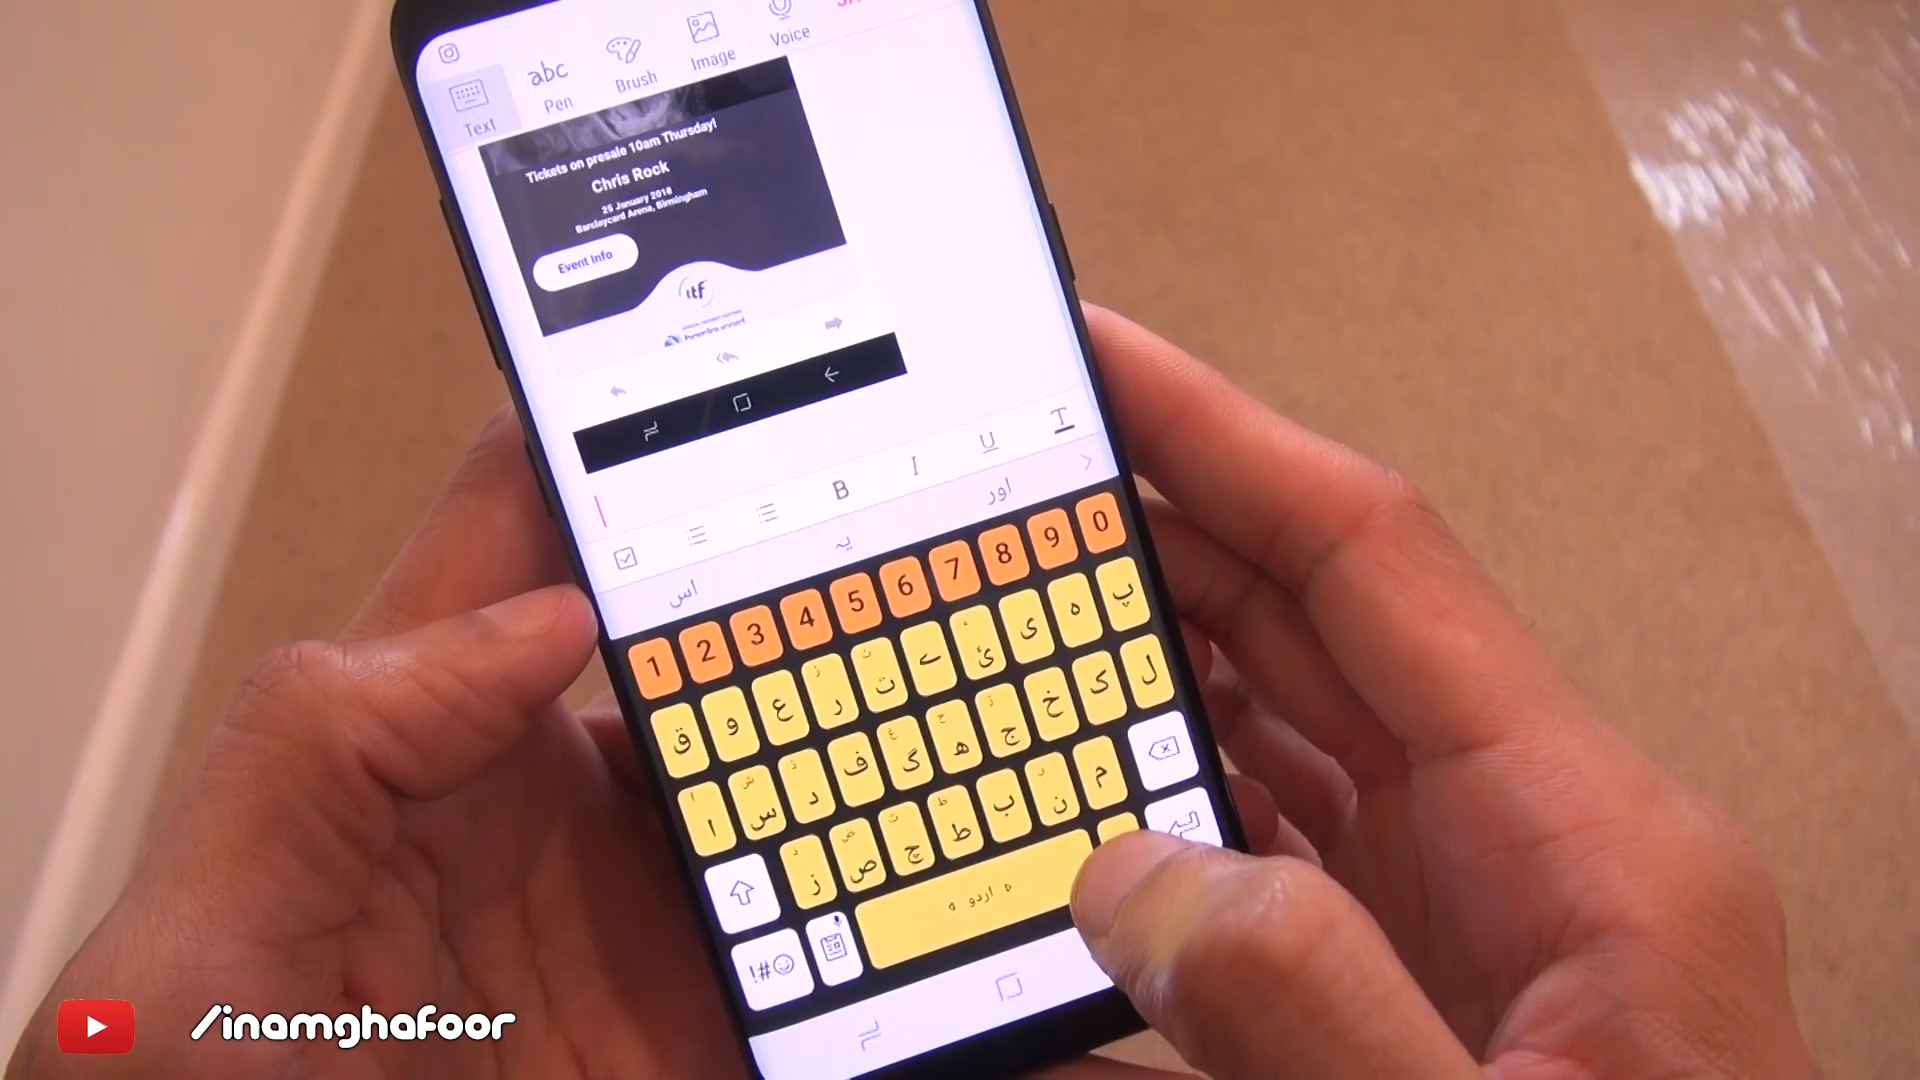 Text
abc
Pen
Brush
Image
Voice
Tickets on presale 10am Thursday!
Chris Rock
25 January 2018
Barclaycard Arena, Birmingham
Event Info
itf
B I U T
اس یہ اور
1 2 3 4 5 6 7 8 9 0
ق و ع ر ت ے ئ ی ہ پ
ا س د ف گ ھ ج خ ک ل
ز ص چ ط ب ن م
!#
اردو
/inamghafoor